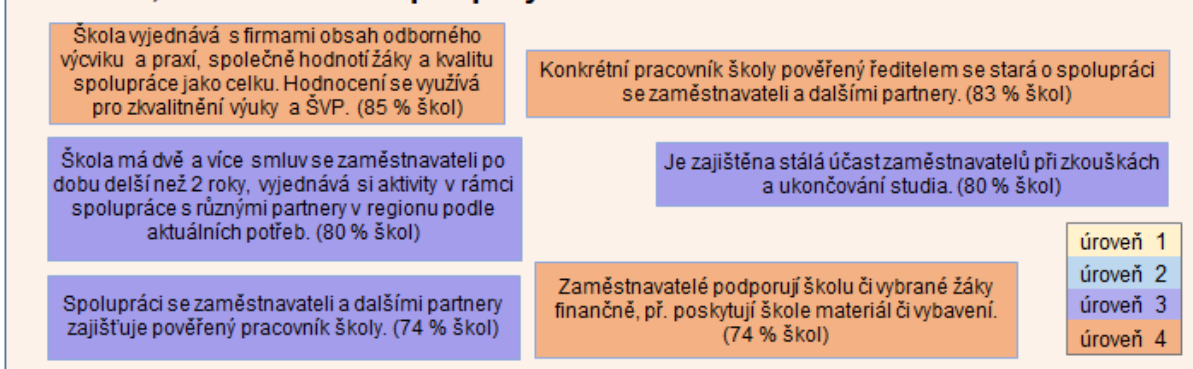 Škola vyjednává s firmami obsah odborného
výcviku a praxí, společně hodnotí žáky a kvalitu
spolupráce jako celku. Hodnocení se využívá
pro zkvalitnění výuky a ŠVP. (85 % škol)
Konkrétní pracovník školy pověřený ředitelem se stará o spolupráci
se zaměstnavateli a dalšími partnery. (83 % škol)
Škola má dvě a více smluv se zaměstnavateli po
dobu delší než 2 roky, vyjednává si aktivity v rámci
spolupráce s různými partnery v regionu podle
aktuálních potřeb. (80 % škol)
Je zajištěna stálá účast zaměstnavatelů při zkouškách
a ukončování studia. (80 % škol)
Spolupráci se zaměstnavateli a dalšími partnery
zajišťuje pověřený pracovník školy. (74 % škol)
Zaměstnavatelé podporují školu či vybrané žáky
finančně, př. poskytují škole materiál či vybavení.
(74 % škol)
úroveň 1
úroveň 2
úroveň 3
úroveň 4